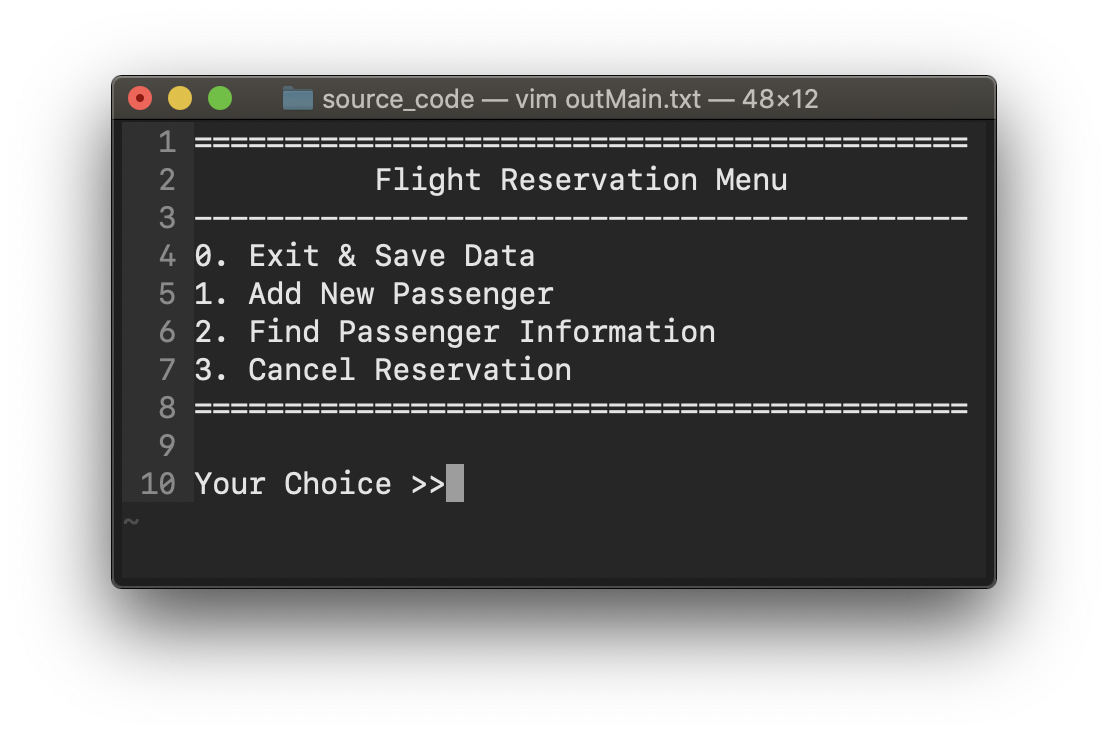 source_code — vim outMain.txt — 48×12
1 ===========================================
2 Flight Reservation Menu
3 -------------------------------------------
4 0. Exit & Save Data
5 1. Add New Passenger
6 2. Find Passenger Information
7 3. Cancel Reservation
8 ===========================================
9
10 Your Choice >>
~